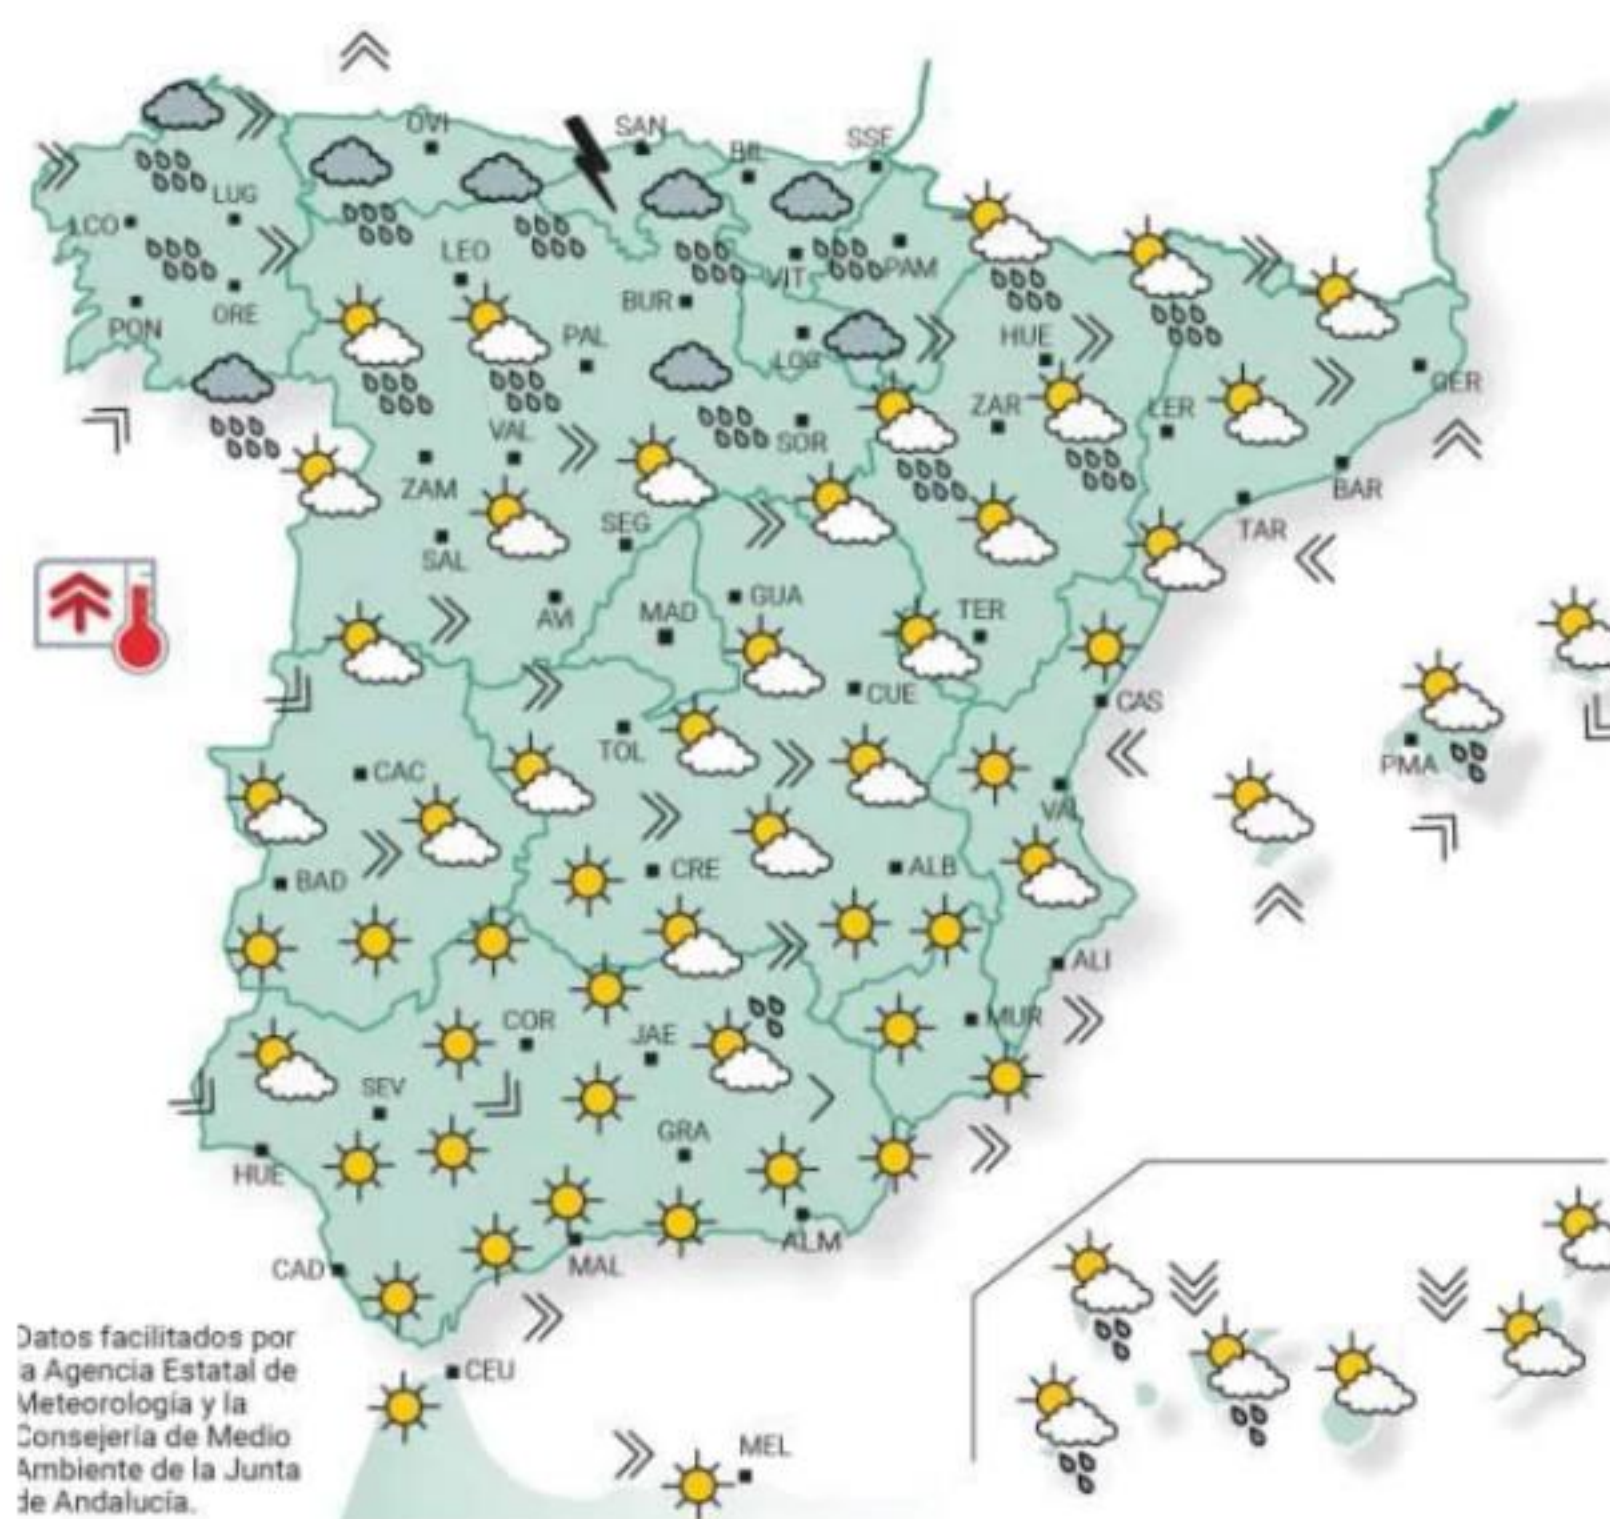 OVI
SAN
BIL
SSE
LUG
LCO
LEO
VIT
PAM
BUR
PON
ORE
PAL
LOG
HUE
GER
ZAR
LER
VAL
SOR
ZAM
BAR
SEG
TAR
SAL
AVI
MAD
GUA
TER
CUE
CAS
TOL
CAC
PMA
VAL
BAD
CRE
ALB
ALI
COR
JAE
MUR
SEV
GRA
HUE
ALM
CAD
MAL
CEU
MEL
Datos facilitados por
a Agencia Estatal de
Meteorología y la
Consejería de Medio
Ambiente de la Junta
de Andalucía.